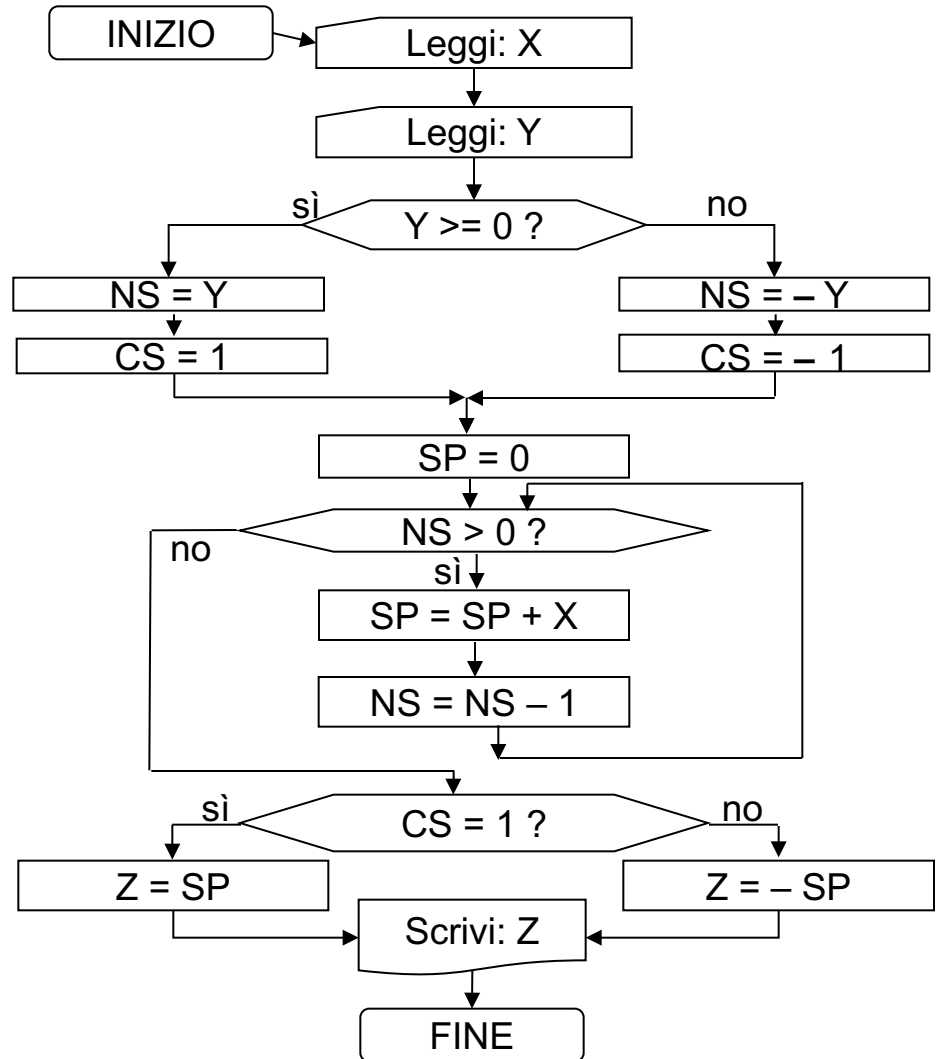 INIZIO
Leggi: X
Leggi: Y
sì
Y >= 0 ?
no
NS = Y
NS = – Y
CS = 1
CS = – 1
SP = 0
NS > 0 ?
no
sì
SP = SP + X
NS = NS – 1
sì
CS = 1 ?
no
Z = SP
Z = – SP
Scrivi: Z
FINE